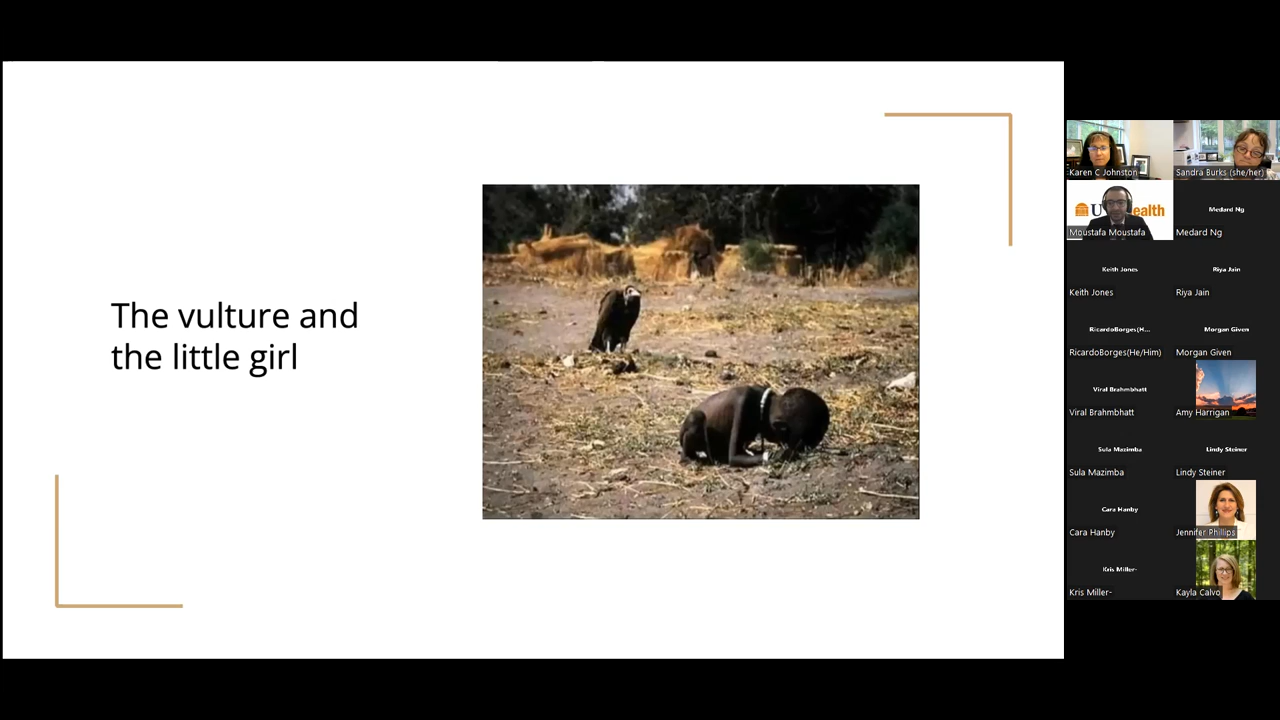 The vulture and
the little girl
Karen C Johnston
Sandra Burks (she/her)
U
ealth
Moustafa Moustafa
Medard Ng
Medard Ng
Keith Jones
Riya Jain
Keith Jones
Riya Jain
RicardoBorges(H...
Morgan Given
RicardoBorges(He/Him)
Morgan Given
Viral Brahmbhatt
Viral Brahmbhatt
Amy Harrigan
Sula Mazimba
Lindy Steiner
Sula Mazimba
Lindy Steiner
Cara Hanby
Cara Hanby
Jennifer Phillips
Kris Miller-
Kris Miller-
Kayla Calvo